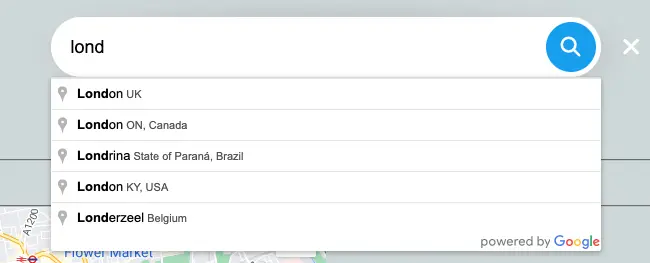 lond
London UK
London ON, Canada
Londrina State of Paraná, Brazil
London KY, USA
Londerzeel Belgium
powered by Google
A1200
Flower Market